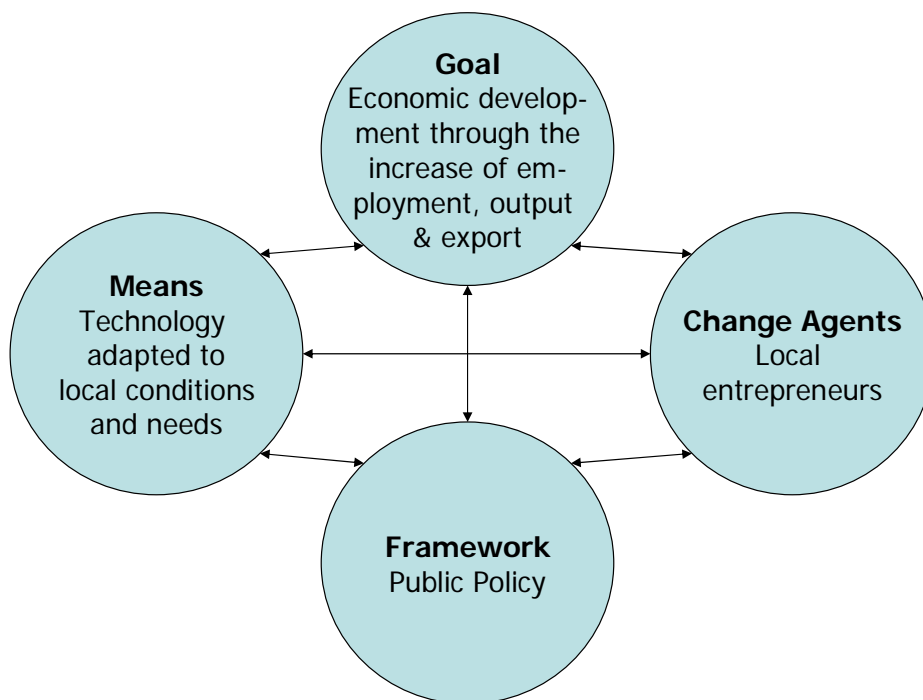 Goal
Economic develop-
ment through the
increase of em-
ployment, output
& export
Means
Technology
adapted to
local conditions
and needs
Change Agents
Local
entrepreneurs
Framework
Public Policy